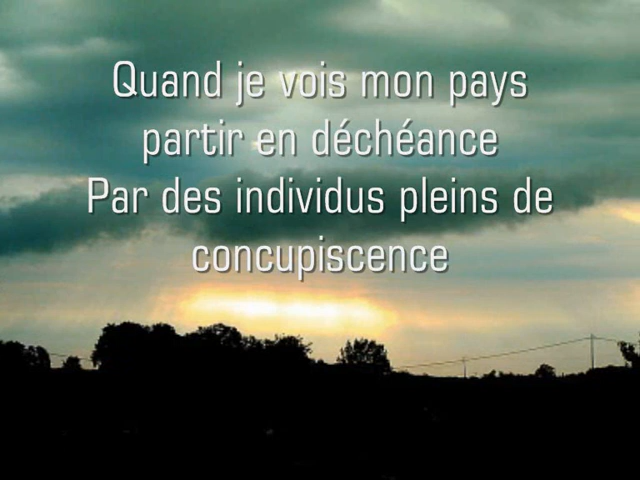 Quand je vois mon pays
partir en déchéance
Par des individus pleins de
concupiscence